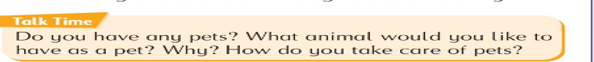 Talk Time
Do you have any pets? What animal would you like to
have as a pet? Why? How do you take care of pets?